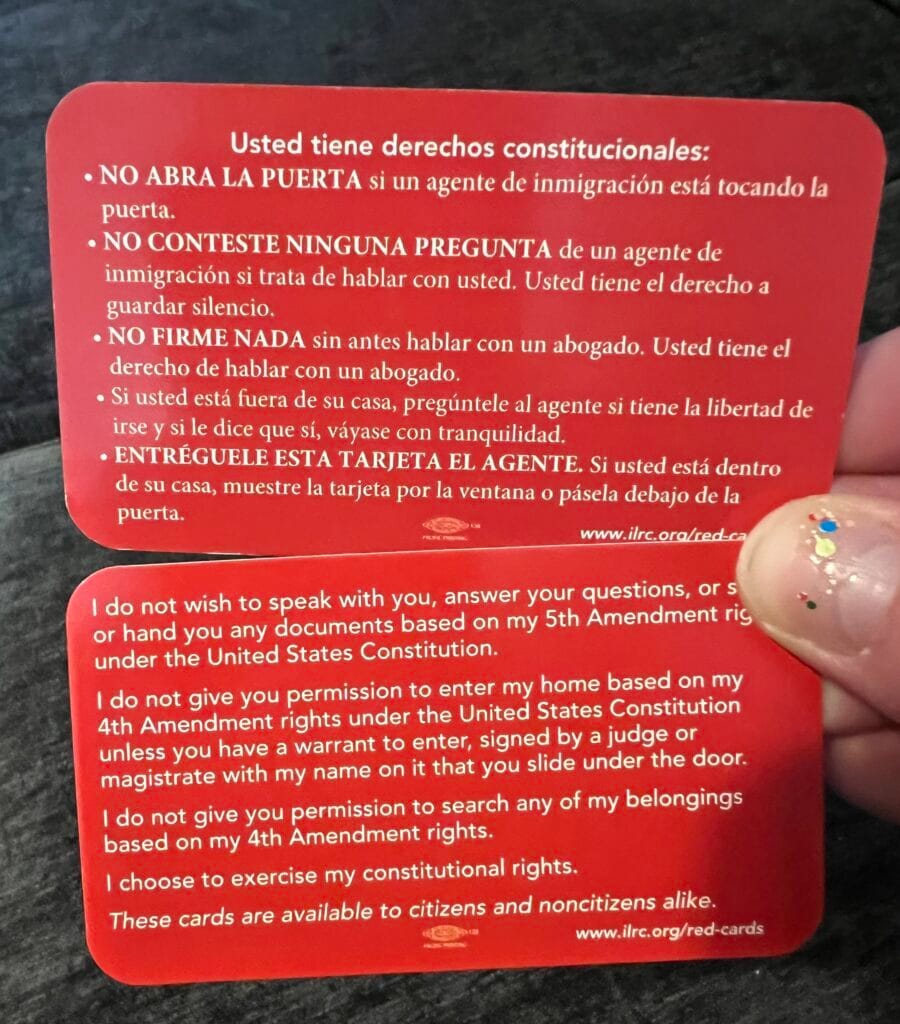 Usted tiene derechos constitucionales:
• NO ABRA LA PUERTA si un agente de inmigración está tocando la
puerta.
• NO CONTESTE NINGUNA PREGUNTA de un agente de
inmigración si trata de hablar con usted. Usted tiene el derecho a
guardar silencio.
• NO FIRME NADA sin antes hablar con un abogado. Usted tiene el
derecho de hablar con un abogado.
• Si usted está fuera de su casa, pregúntele al agente si tiene la libertad de
irse y si le dice que sí, váyase con tranquilidad.
• ENTRÉGUELE ESTA TARJETA EL AGENTE. Si usted está dentro
de su casa, muestre la tarjeta por la ventana o pásela debajo de la
puerta.
www.ilrc.org/red-ca
I do not wish to speak with you, answer your questions, or s
or hand you any documents based on my 5th Amendment rig
under the United States Constitution.
I do not give you permission to enter my home based on my
4th Amendment rights under the United States Constitution
unless you have a warrant to enter, signed by a judge or
magistrate with my name on it that you slide under the door.
I do not give you permission to search any of my belongings
based on my 4th Amendment rights.
I choose to exercise my constitutional rights.
These cards are available to citizens and noncitizens alike.
www.ilrc.org/red-cards